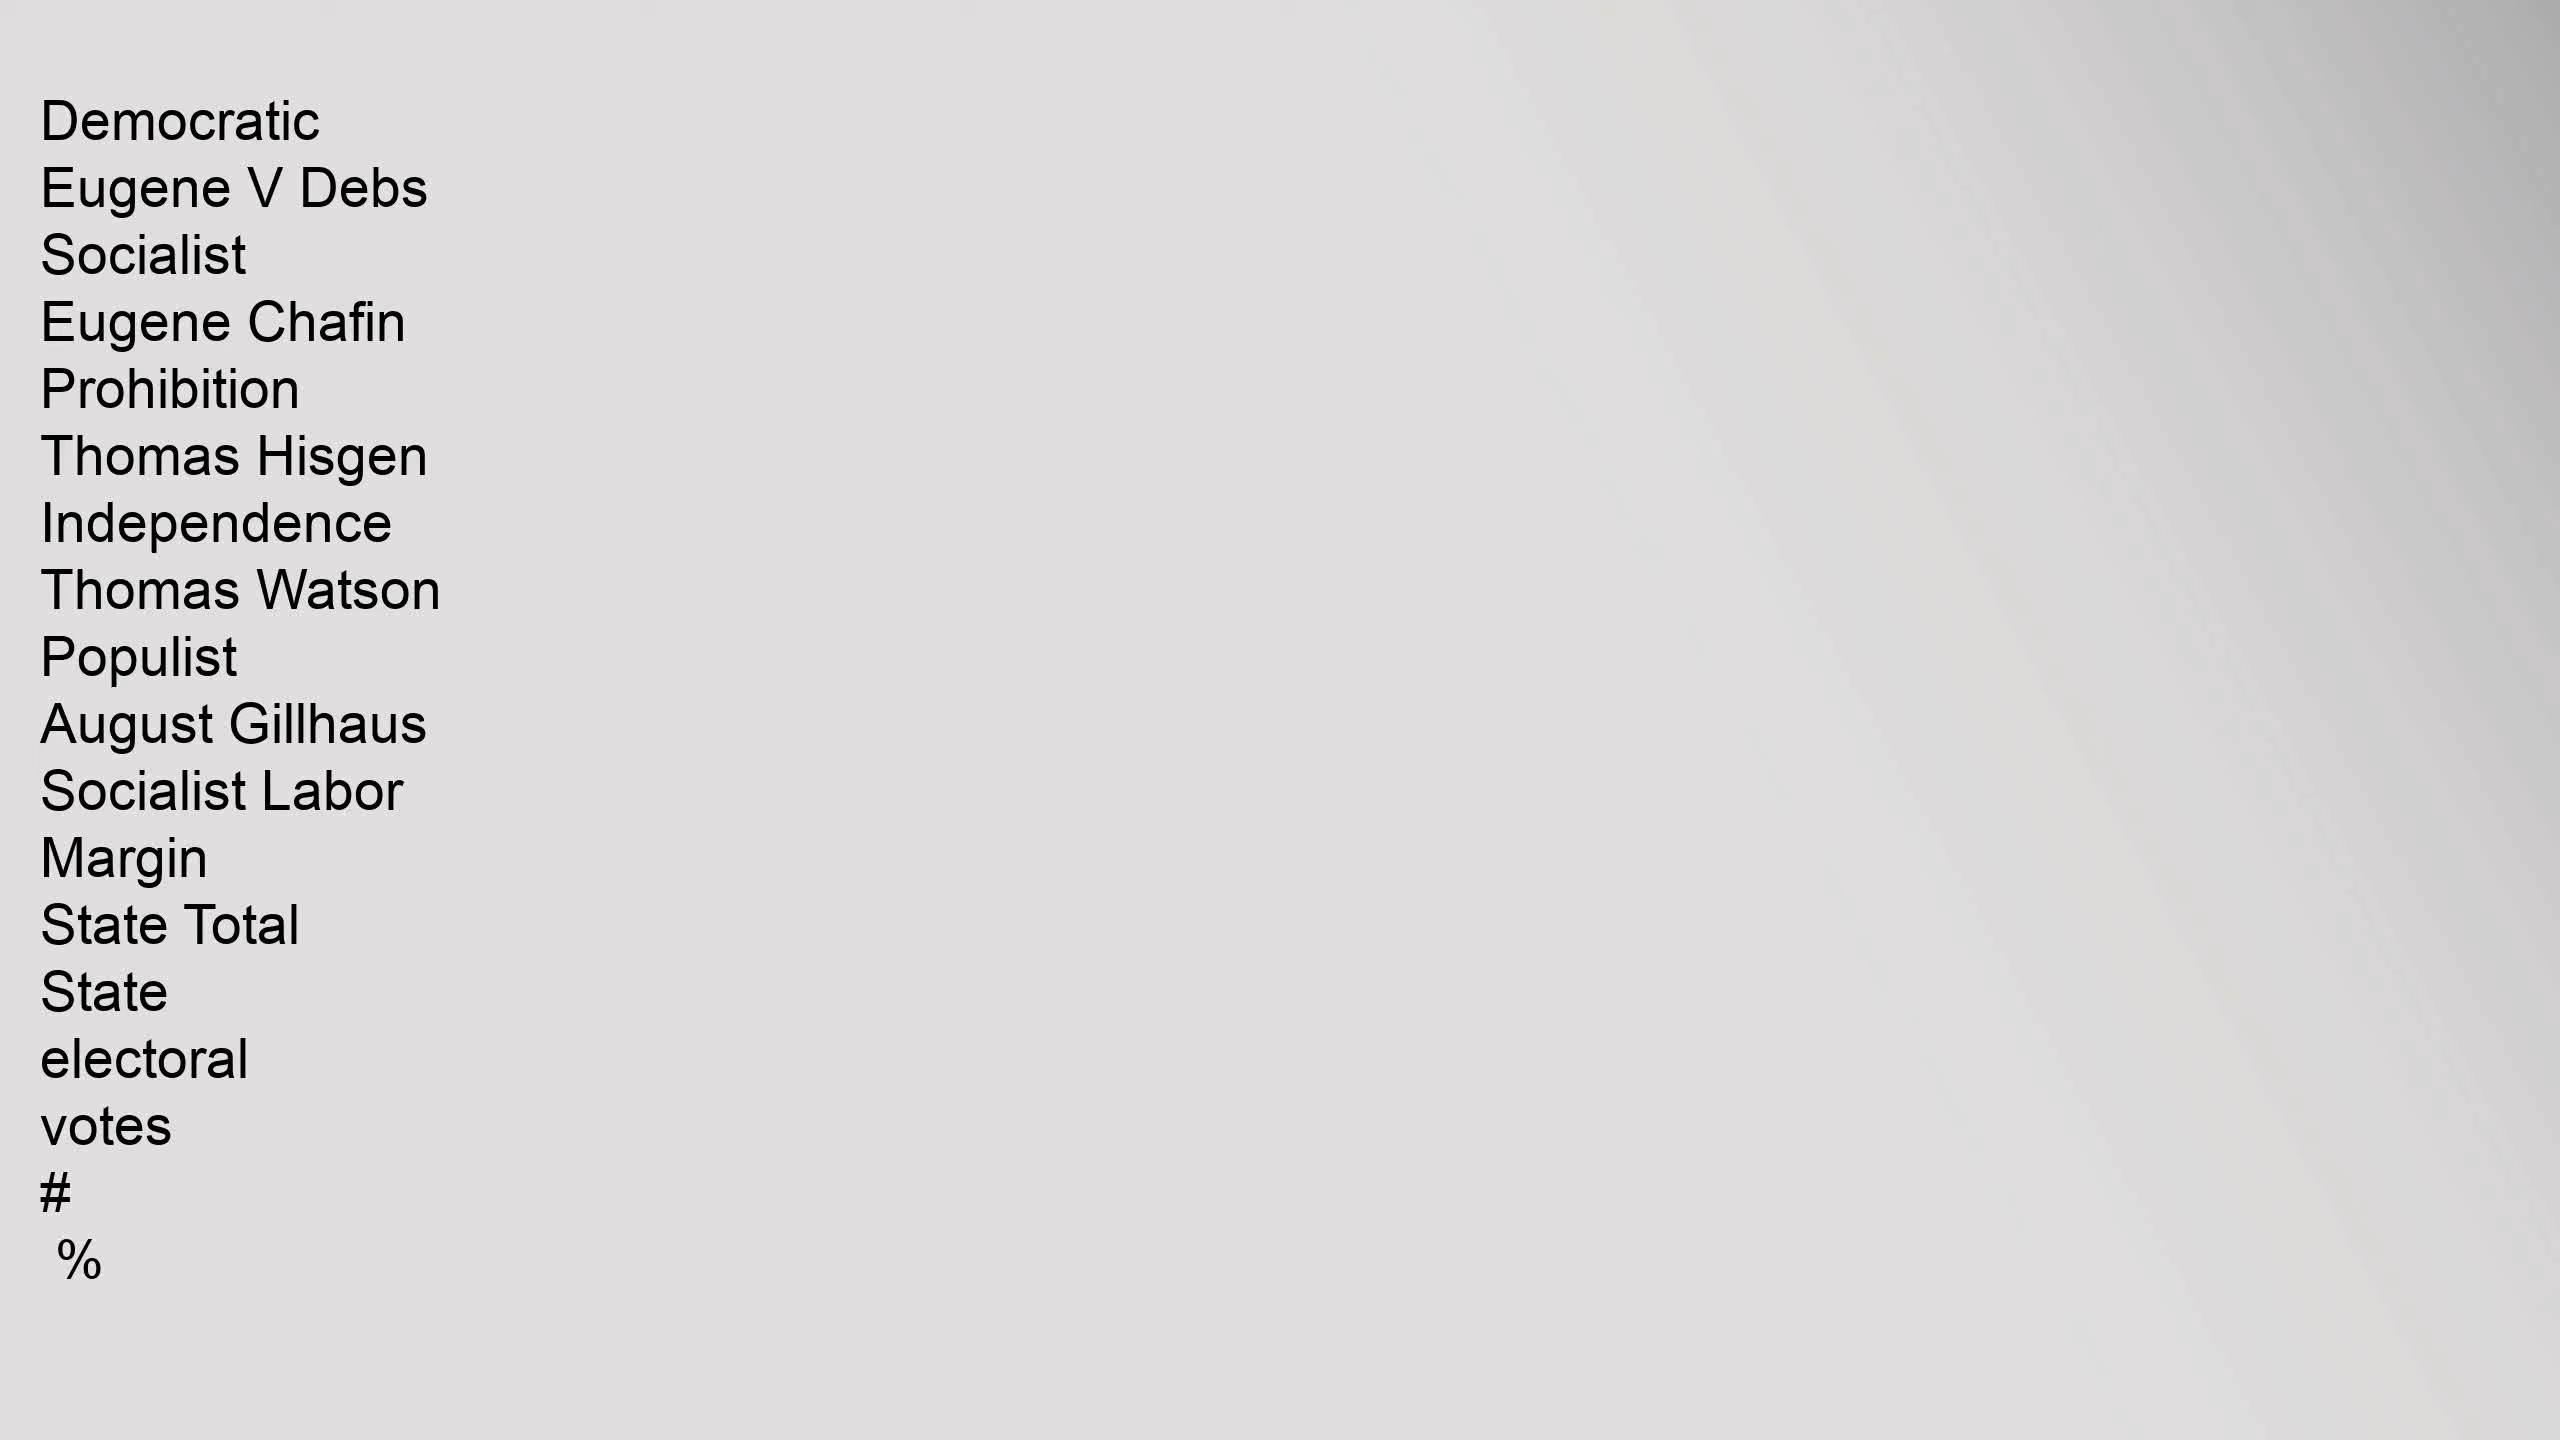 Democratic
Eugene V Debs
Socialist
Eugene Chafin
Prohibition
Thomas Hisgen
Independence
Thomas Watson
Populist
August Gillhaus
Socialist Labor
Margin
State Total
State
electoral
votes
#
%